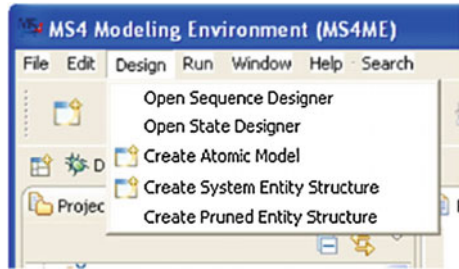 MS4 Modeling Environment (MS4ME)
File Edit Design Run Window Help Search
Open Sequence Designer
Open State Designer
Create Atomic Model
D
Create System Entity Structure
Projec
Create Pruned Entity Structure